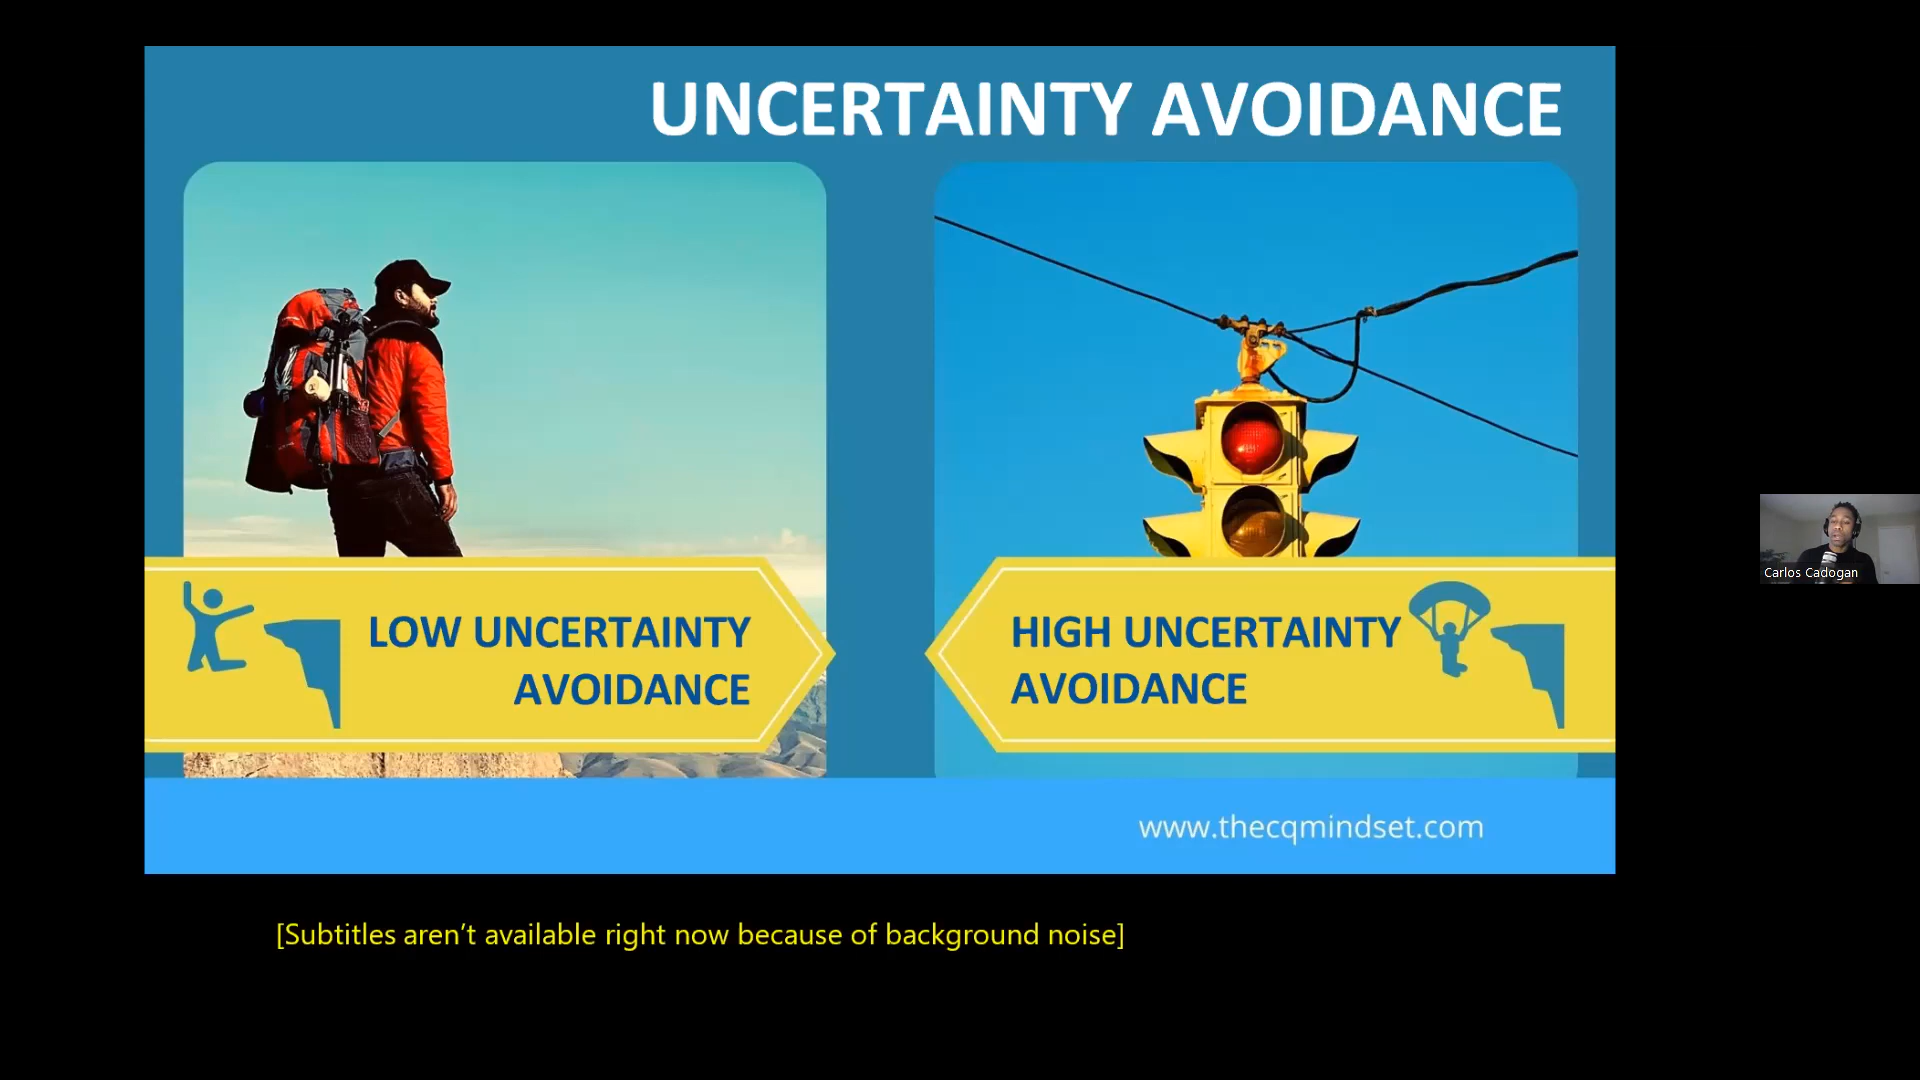 UNCERTAINTY AVOIDANCE
LOW UNCERTAINTY
AVOIDANCE
HIGH UNCERTAINTY
AVOIDANCE
www.thecqmindset.com
Carlos Cadogan
[Subtitles aren’t available right now because of background noise]